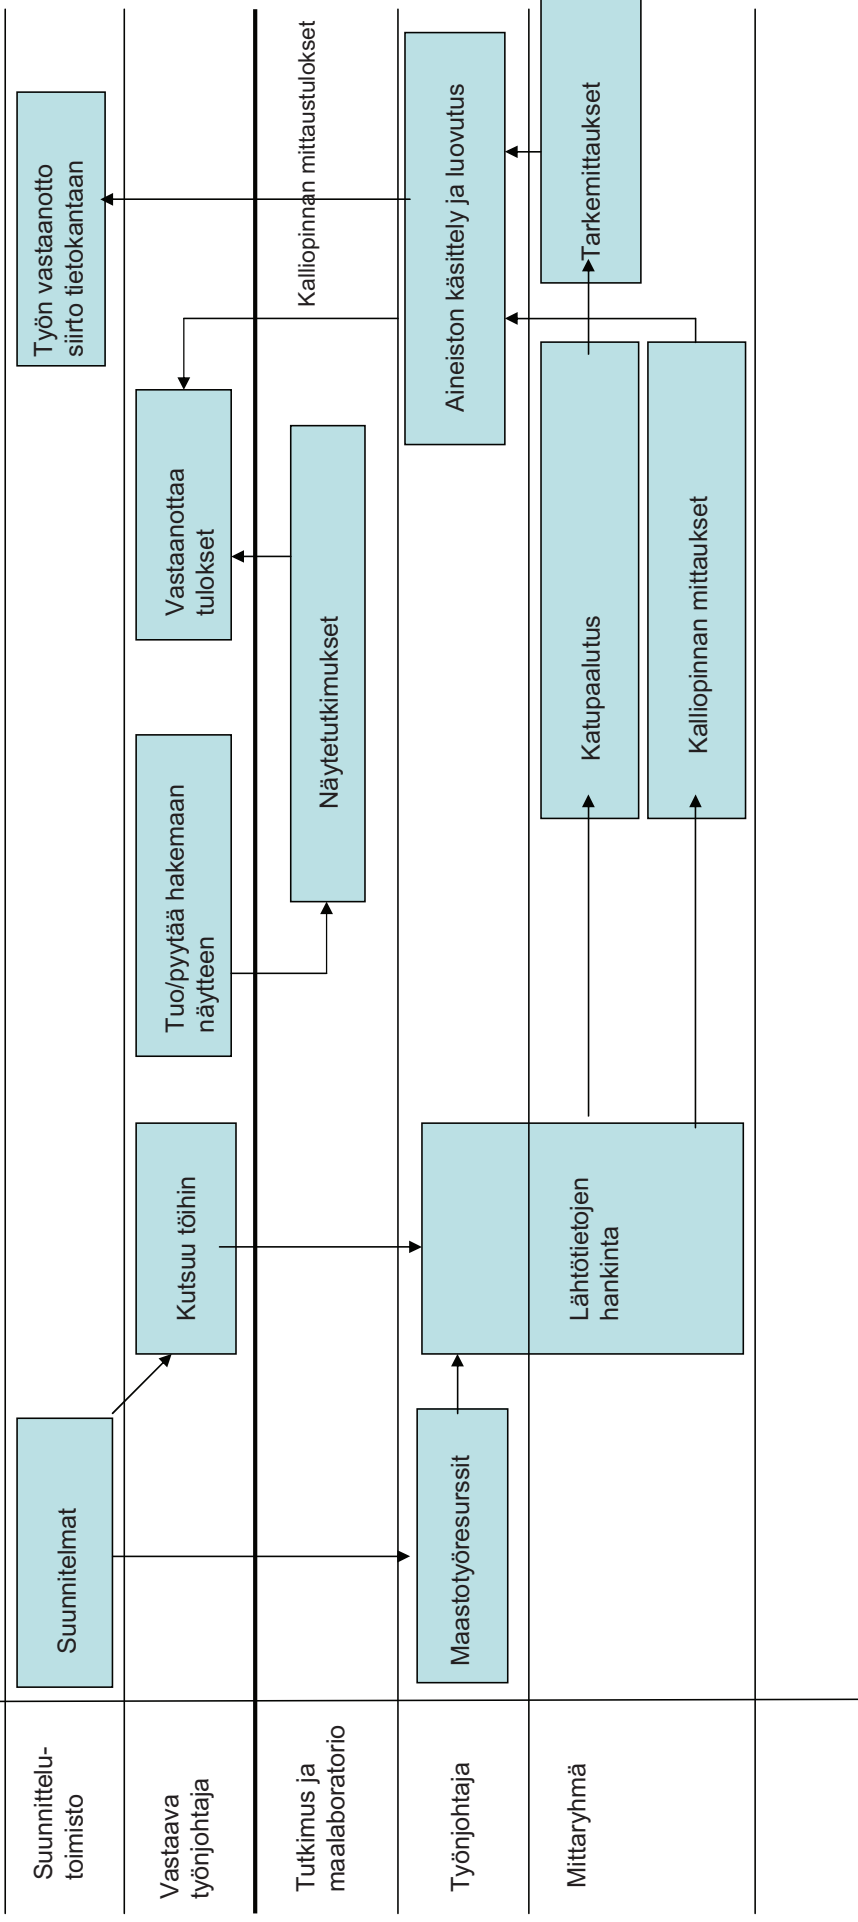 Suunnittelu-
toimisto
Suunnitelmat
Työn vastaanotto
siirto tietokantaan
Vastaava
työnjohtaja
Kutsuu töihin
Tuo/pyytää hakemaan
näytteen
Vastaanottaa
tulokset
Tutkimus ja
maalaboratorio
Näytetutkimukset
Kalliopinnan mittaustulokset
Työnjohtaja
Maastotyöresurssit
Aineiston käsittely ja luovutus
Mittaryhmä
Lähtötietojen
hankinta
Katupaalutus
Tarkemittaukset
Kalliopinnan mittaukset